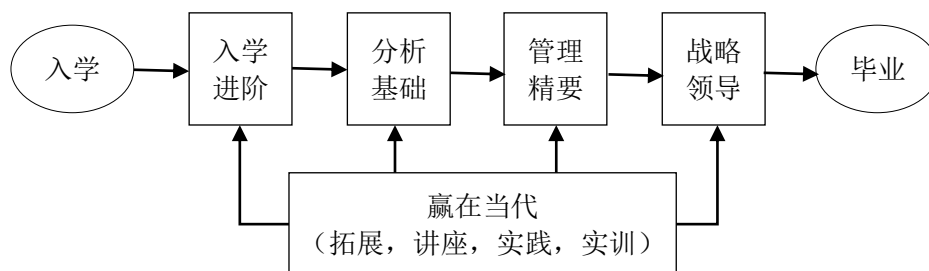 入学
入学
进阶
分析
基础
管理
精要
战略
领导
毕业
赢在当代
（拓展，讲座，实践，实训）